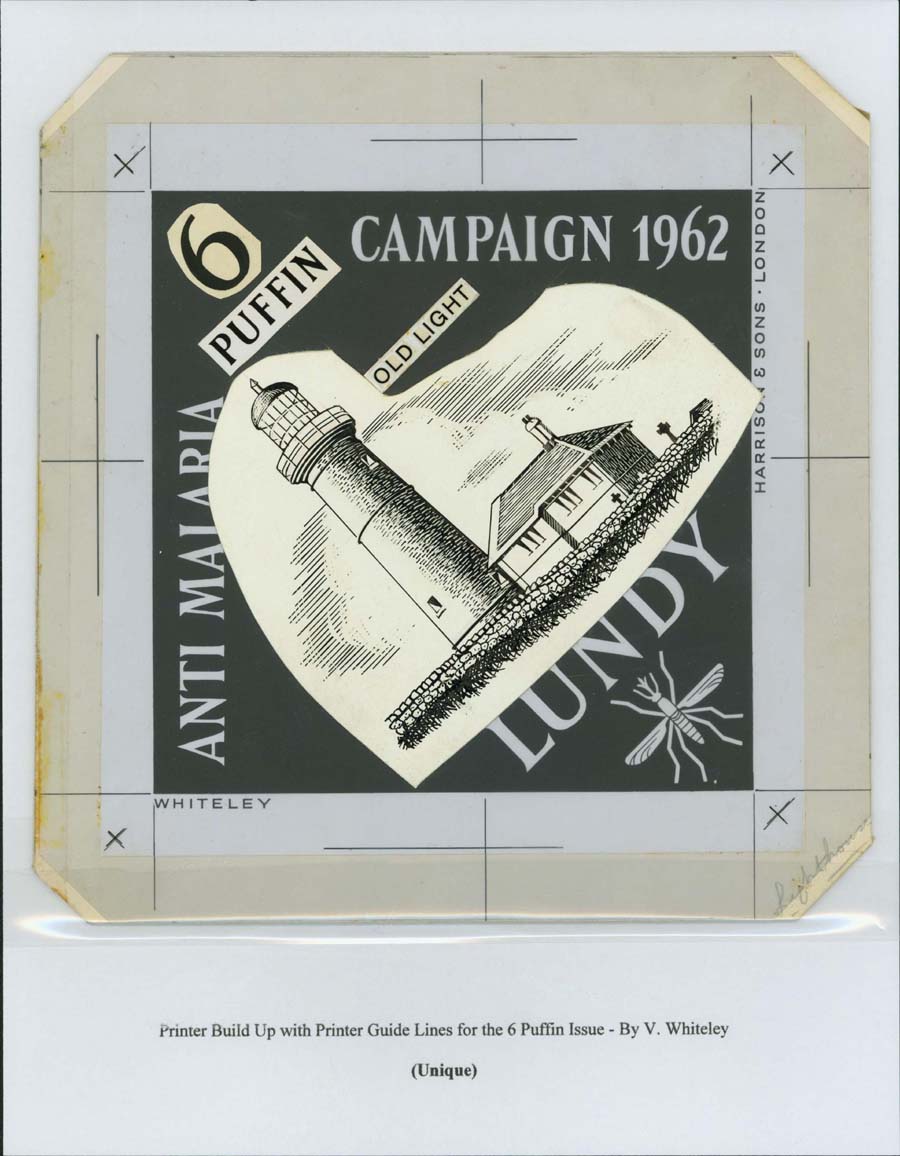 6
PUFFIN
CAMPAIGN 1962
OLD LIGHT
ANTI MALARIA
LUNDY
HARRISON & SONS · LONDON
WHITELEY
Lighthouse
Printer Build Up with Printer Guide Lines for the 6 Puffin Issue - By V. Whiteley
(Unique)